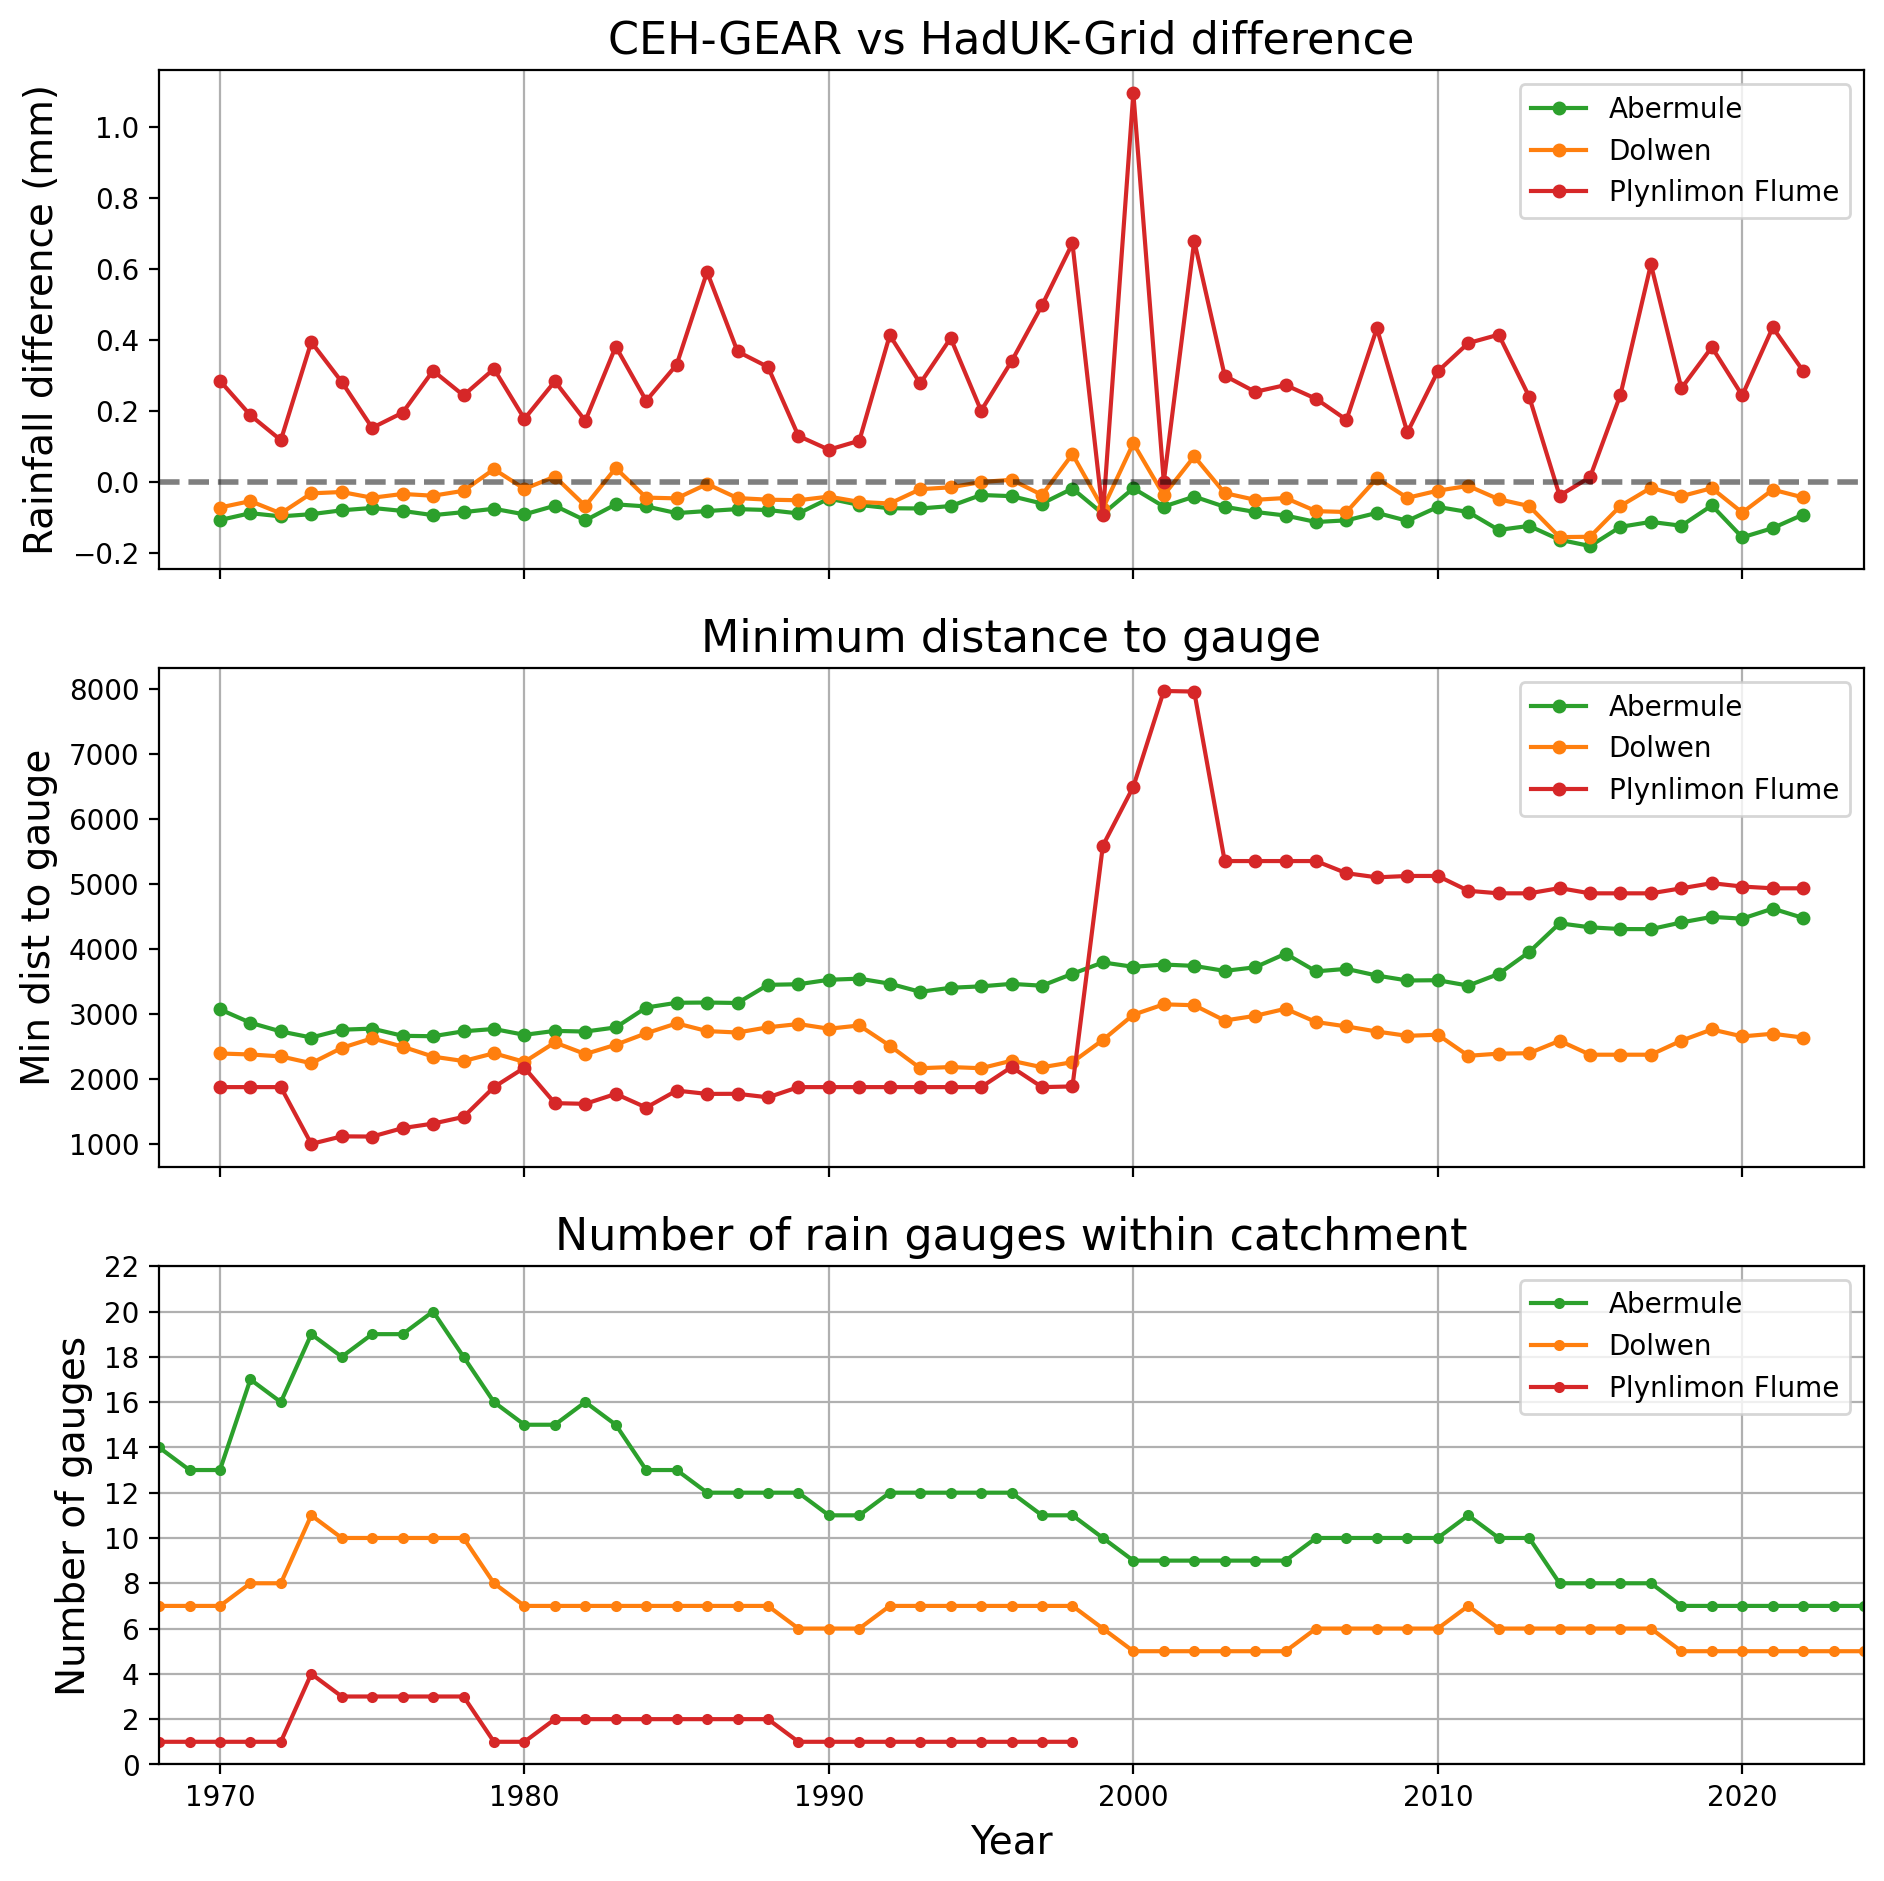 CEH-GEAR vs HadUK-Grid difference
Rainfall difference (mm)
1.0
0.8
0.6
0.4
0.2
0.0
−0.2
Abermule
Dolwen
Plynlimon Flume
Minimum distance to gauge
Min dist to gauge
8000
7000
6000
5000
4000
3000
2000
1000
Abermule
Dolwen
Plynlimon Flume
Number of rain gauges within catchment
Number of gauges
22
20
18
16
14
12
10
8
6
4
2
0
Abermule
Dolwen
Plynlimon Flume
1970 1980 1990 2000 2010 2020
Year